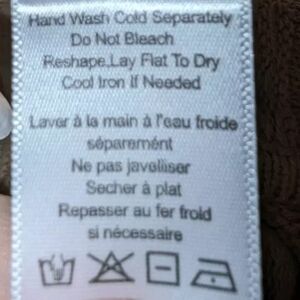 Hand Wash Cold Separately
Do Not Bleach
Reshape,Lay Flat To Dry
Cool Iron If Needed
Laver à la main à l'eau froide
séparemént
Ne pas javelliser
Secher à plat
Repasser au fer froid
si nécessaire